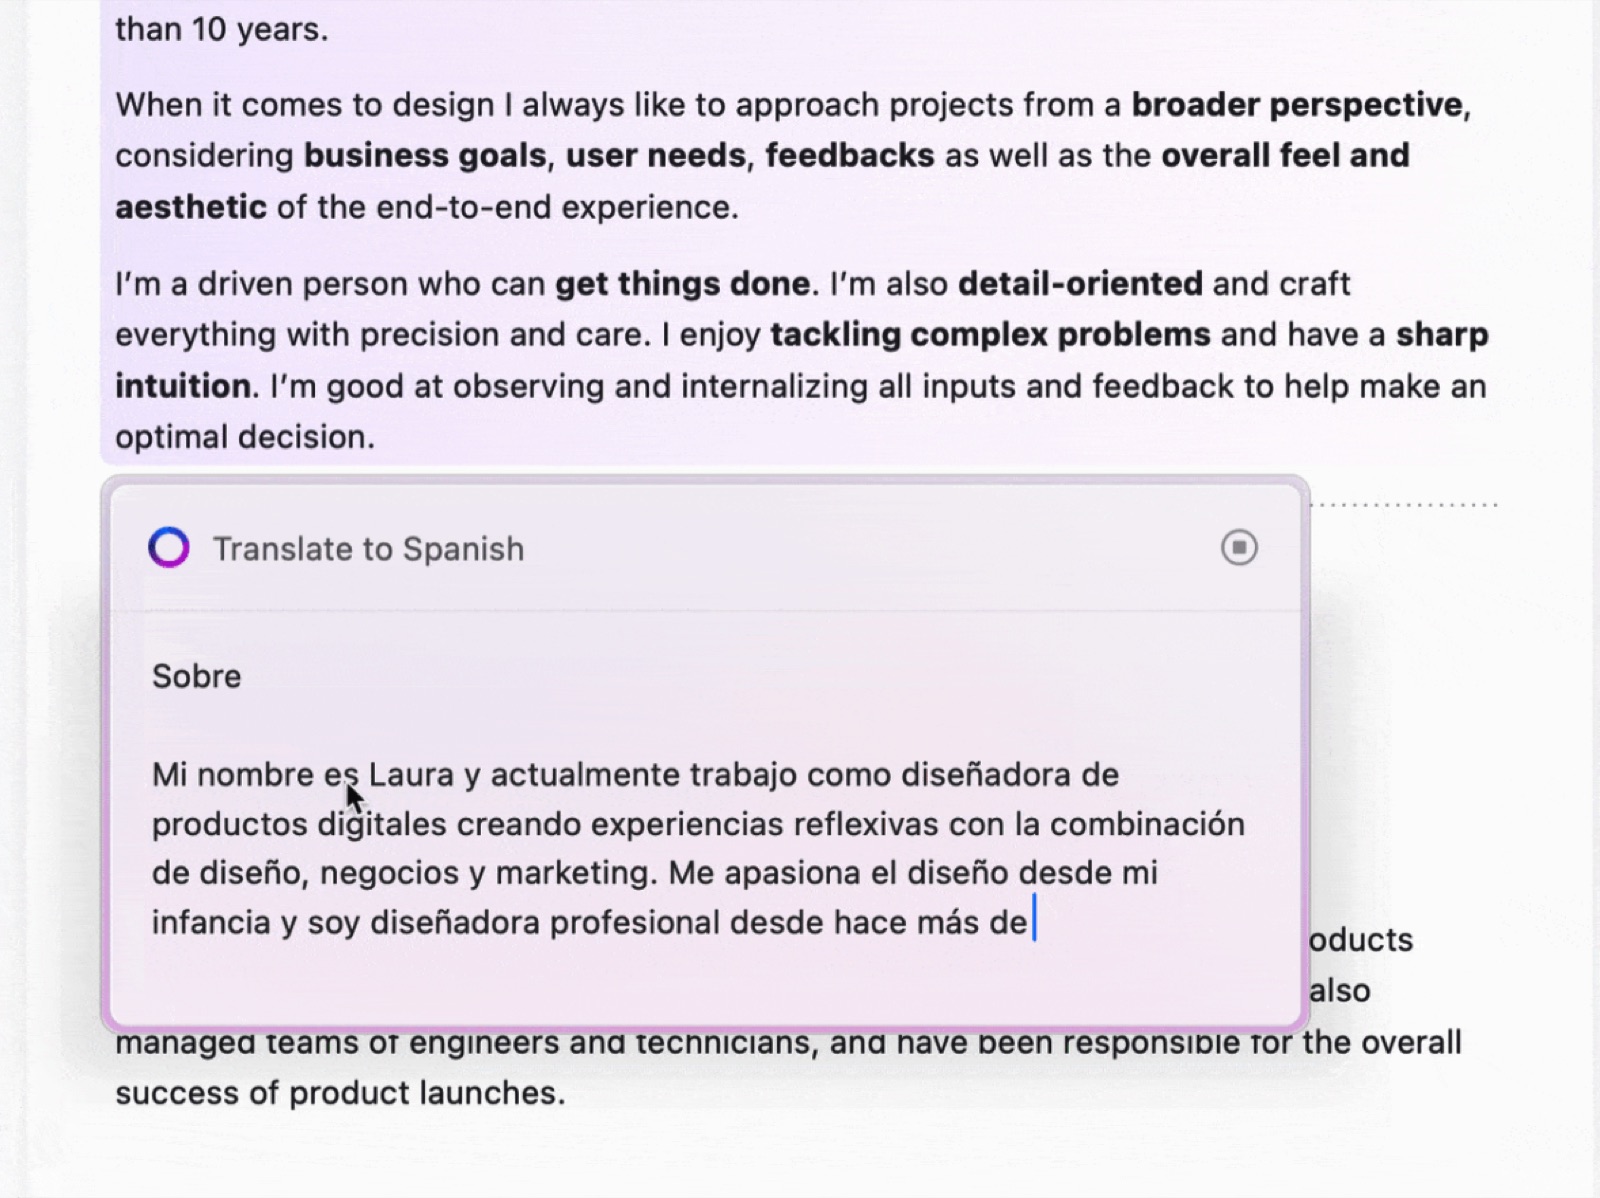 than 10 years.
When it comes to design I always like to approach projects from a broader perspective,
considering business goals, user needs, feedbacks as well as the overall feel and
aesthetic of the end-to-end experience.
I'm a driven person who can get things done. I'm also detail-oriented and craft
everything with precision and care. I enjoy tackling complex problems and have a sharp
intuition. I'm good at observing and internalizing all inputs and feedback to help make an
optimal decision.
Translate to Spanish
Sobre
Mi nombre es Laura y actualmente trabajo como diseñadora de
productos digitales creando experiencias reflexivas con la combinación
de diseño, negocios y marketing. Me apasiona el diseño desde mi
infancia y soy diseñadora profesional desde hace más de
oducts
also
managed teams of engineers and technicians, and have been responsible for the overall
success of product launches.